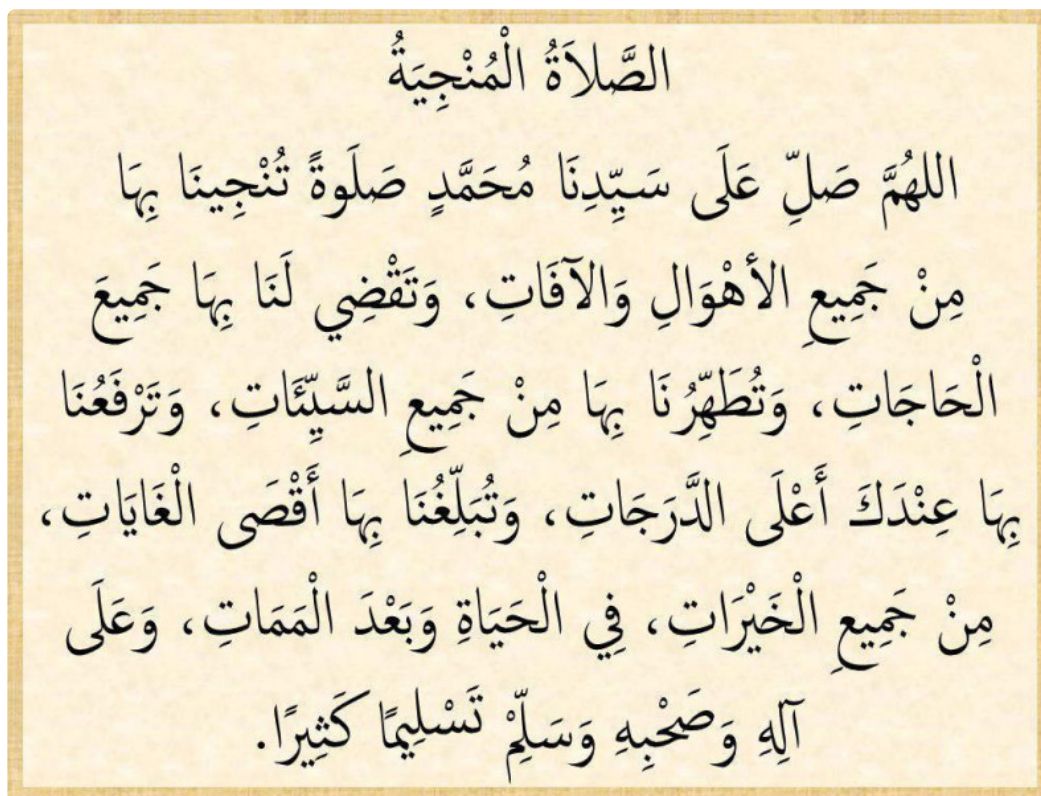 الصَّلاَةُ الْمُنْجِيَةُ
اللهُمَّ صَلِّ عَلَى سَيِّدِنَا مُحَمَّدٍ صَلَوةً تُنْجِينَا بِهَا
مِنْ جَمِيعِ الأهْوَالِ وَالآفَاتِ، وَتَقْضِي لَنَا بِهَا جَمِيعَ
الْحَاجَاتِ، وَتُطَهِّرُنَا بِهَا مِنْ جَمِيعِ السَّيِّئَاتِ، وَتَرْفَعُنَا
بِهَا عِنْدَكَ أَعْلَى الدَّرَجَاتِ، وَتُبَلِّغُنَا بِهَا أَقْصَى الْغَايَاتِ،
مِنْ جَمِيعِ الْخَيْرَاتِ، فِي الْحَيَاةِ وَبَعْدَ الْمَمَاتِ، وَعَلَى
آلِهِ وَصَحْبِهِ وَسَلِّمْ تَسْلِيمًا كَثِيرًا.